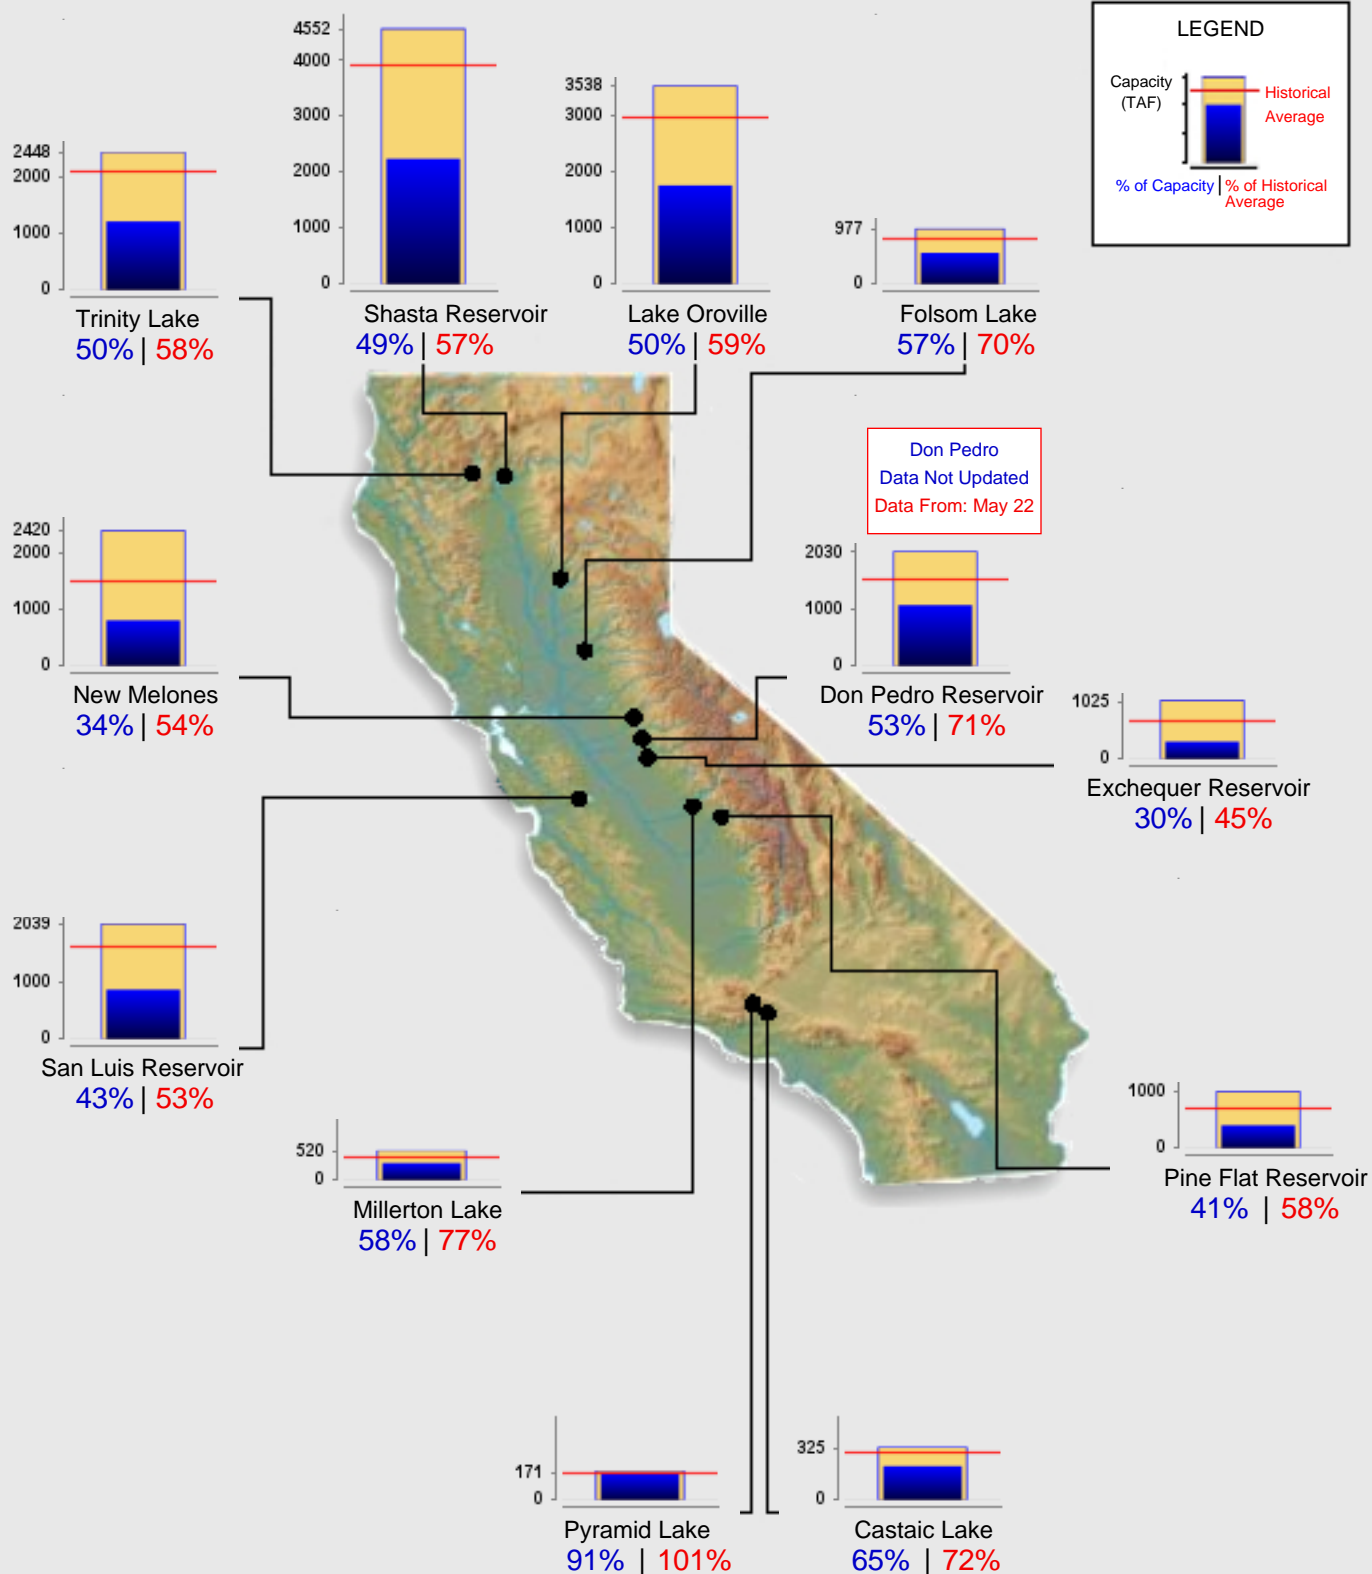 LEGEND
Capacity
(TAF)
Historical
Average
% of Capacity | % of Historical
Average
4552
4000
3000
2000
1000
0
Shasta Reservoir
49% | 57%
3538
3000
2000
1000
0
Lake Oroville
50% | 59%
2448
2000
1000
0
Trinity Lake
50% | 58%
977
0
Folsom Lake
57% | 70%
Don Pedro
Data Not Updated
Data From: May 22
2420
2000
1000
0
New Melones
34% | 54%
2030
1000
0
Don Pedro Reservoir
53% | 71%
1025
0
Exchequer Reservoir
30% | 45%
2039
1000
0
San Luis Reservoir
43% | 53%
520
0
Millerton Lake
58% | 77%
1000
0
Pine Flat Reservoir
41% | 58%
171
0
Pyramid Lake
91% | 101%
325
0
Castaic Lake
65% | 72%